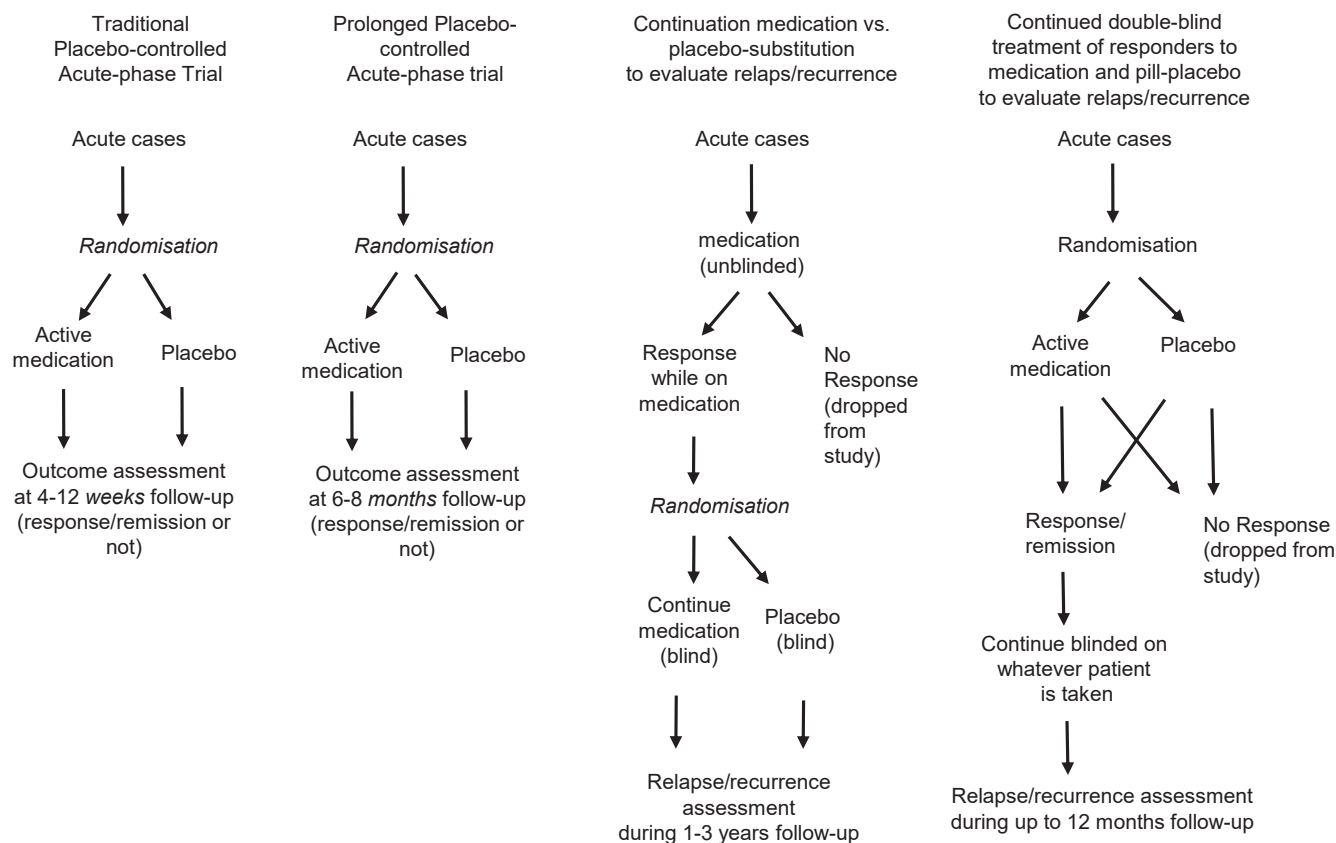 Traditional
Placebo-controlled
Acute-phase Trial
Acute cases
Randomisation
Active
medication
Placebo
Outcome assessment
at 4-12 weeks follow-up
(response/remission or
not)
Prolonged Placebo-
controlled
Acute-phase trial
Acute cases
Randomisation
Active
medication
Placebo
Outcome assessment
at 6-8 months follow-up
(response/remission or
not)
Continuation medication vs.
placebo-substitution
to evaluate relaps/recurrence
Acute cases
medication
(unblinded)
Response
while on
medication
No
Response
(dropped
from
study)
Randomisation
Continue
medication
(blind)
Placebo
(blind)
Relapse/recurrence
assessment
during 1-3 years follow-up
Continued double-blind
treatment of responders to
medication and pill-placebo
to evaluate relaps/recurrence
Acute cases
Randomisation
Active
medication
Placebo
Response/
remission
No Response
(dropped from
study)
Continue blinded on
whatever patient
is taken
Relapse/recurrence assessment
during up to 12 months follow-up